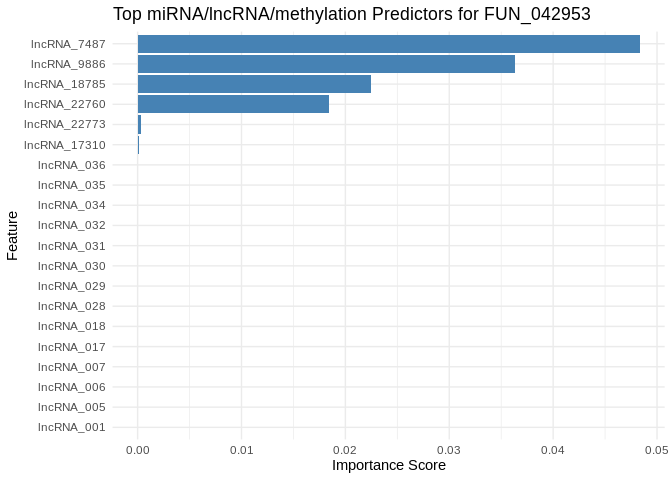 Top miRNA/lncRNA/methylation Predictors for FUN_042953
lncRNA_7487
lncRNA_9886
lncRNA_18785
lncRNA_22760
lncRNA_22773
lncRNA_17310
lncRNA_036
lncRNA_035
lncRNA_034
lncRNA_032
lncRNA_031
lncRNA_030
lncRNA_029
lncRNA_028
lncRNA_018
lncRNA_017
lncRNA_007
lncRNA_006
lncRNA_005
lncRNA_001
Feature
0.00 0.01 0.02 0.03 0.04 0.05
Importance Score